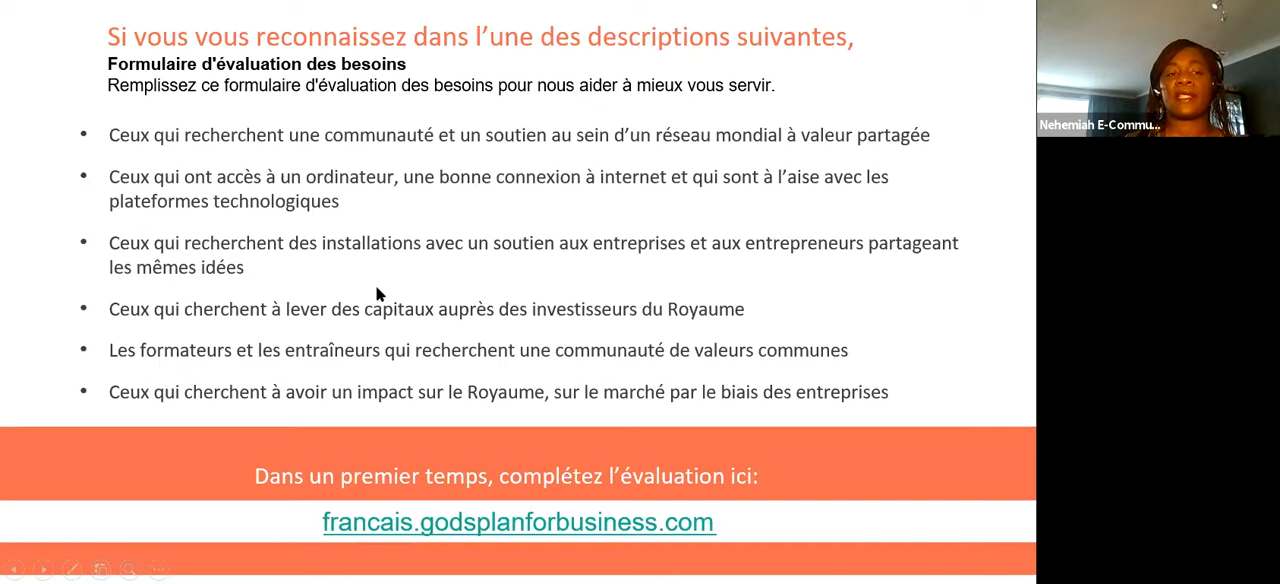 Si vous vous reconnaissez dans l’une des descriptions suivantes,
Formulaire d'évaluation des besoins
Remplissez ce formulaire d'évaluation des besoins pour nous aider à mieux vous servir.
• Ceux qui recherchent une communauté et un soutien au sein d’un réseau mondial à valeur partagée
• Ceux qui ont accès à un ordinateur, une bonne connexion à internet et qui sont à l’aise avec les
plateformes technologiques
• Ceux qui recherchent des installations avec un soutien aux entreprises et aux entrepreneurs partageant
les mêmes idées
• Ceux qui cherchent à lever des capitaux auprès des investisseurs du Royaume
• Les formateurs et les entraîneurs qui recherchent une communauté de valeurs communes
• Ceux qui cherchent à avoir un impact sur le Royaume, sur le marché par le biais des entreprises
Dans un premier temps, complétez l’évaluation ici:
francais.godsplanforbusiness.com
Nehemiah E-Commu...